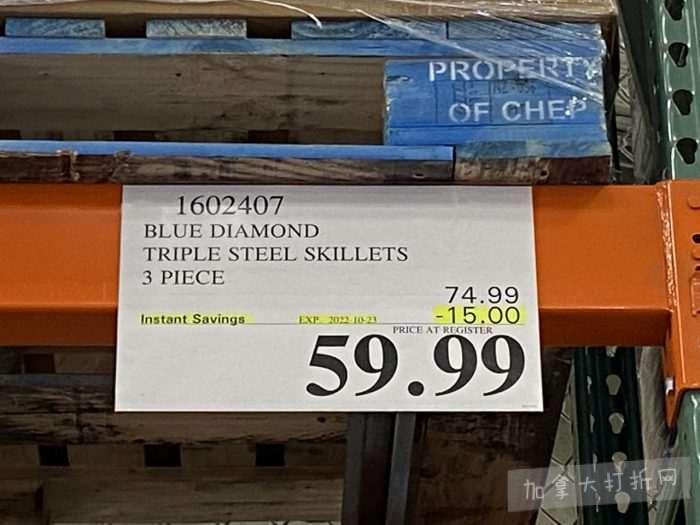 PROPERTY
OF CHEP
1602407
BLUE DIAMOND
TRIPLE STEEL SKILLETS
3 PIECE
74.99
Instant Savings EXP. 2022-10-23 -15.00
PRICE AT REGISTER
59.99
加拿大打折网